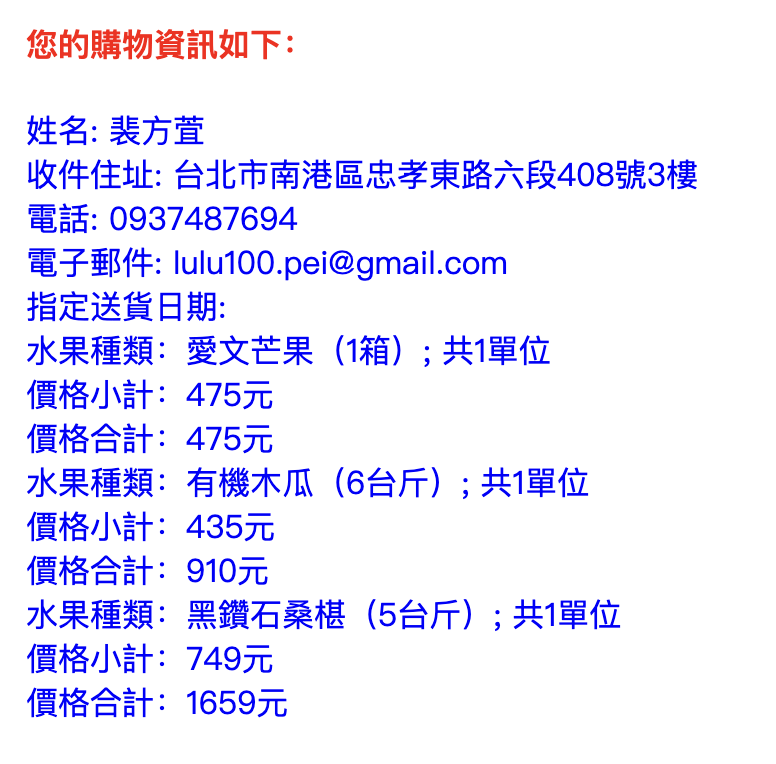 您的購物資訊如下：
姓名: 裴方萓
收件住址: 台北市南港區忠孝東路六段408號3樓
電話: 0937487694
電子郵件: lulu100.pei@gmail.com
指定送貨日期:
水果種類：愛文芒果（1箱）; 共1單位
價格小計：475元
價格合計：475元
水果種類：有機木瓜（6台斤）; 共1單位
價格小計：435元
價格合計：910元
水果種類：黑鑽石桑椹（5台斤）; 共1單位
價格小計：749元
價格合計：1659元